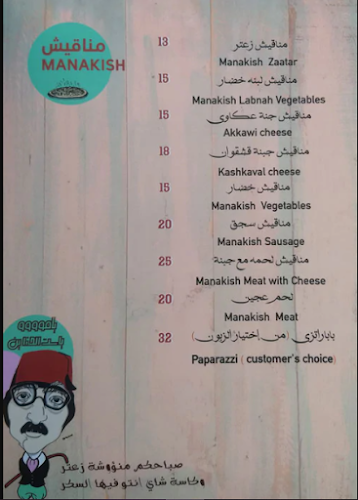 مناقيش
MANAKISH
13 مناقيش زعتر
Manakish Zaatar
15 مناقيش لبنه خضار
Manakish Labnah Vegetables
15 مناقيش جبنة عكاوي
Akkawi cheese
18 مناقيش جبنة قشقوان
Kashkaval cheese
15 مناقيش خضار
Manakish Vegetables
20 مناقيش سجق
Manakish Sausage
25 مناقيش لحمه مع جبنة
Manakish Meat with Cheese
20 لحم عجين
Manakish Meat
32 باباراتزي (من إختيار الزبون)
Paparazzi ( customer's choice)
صباحكم منؤوشة زعتر
وكاسة شاي انتو فيها السكر